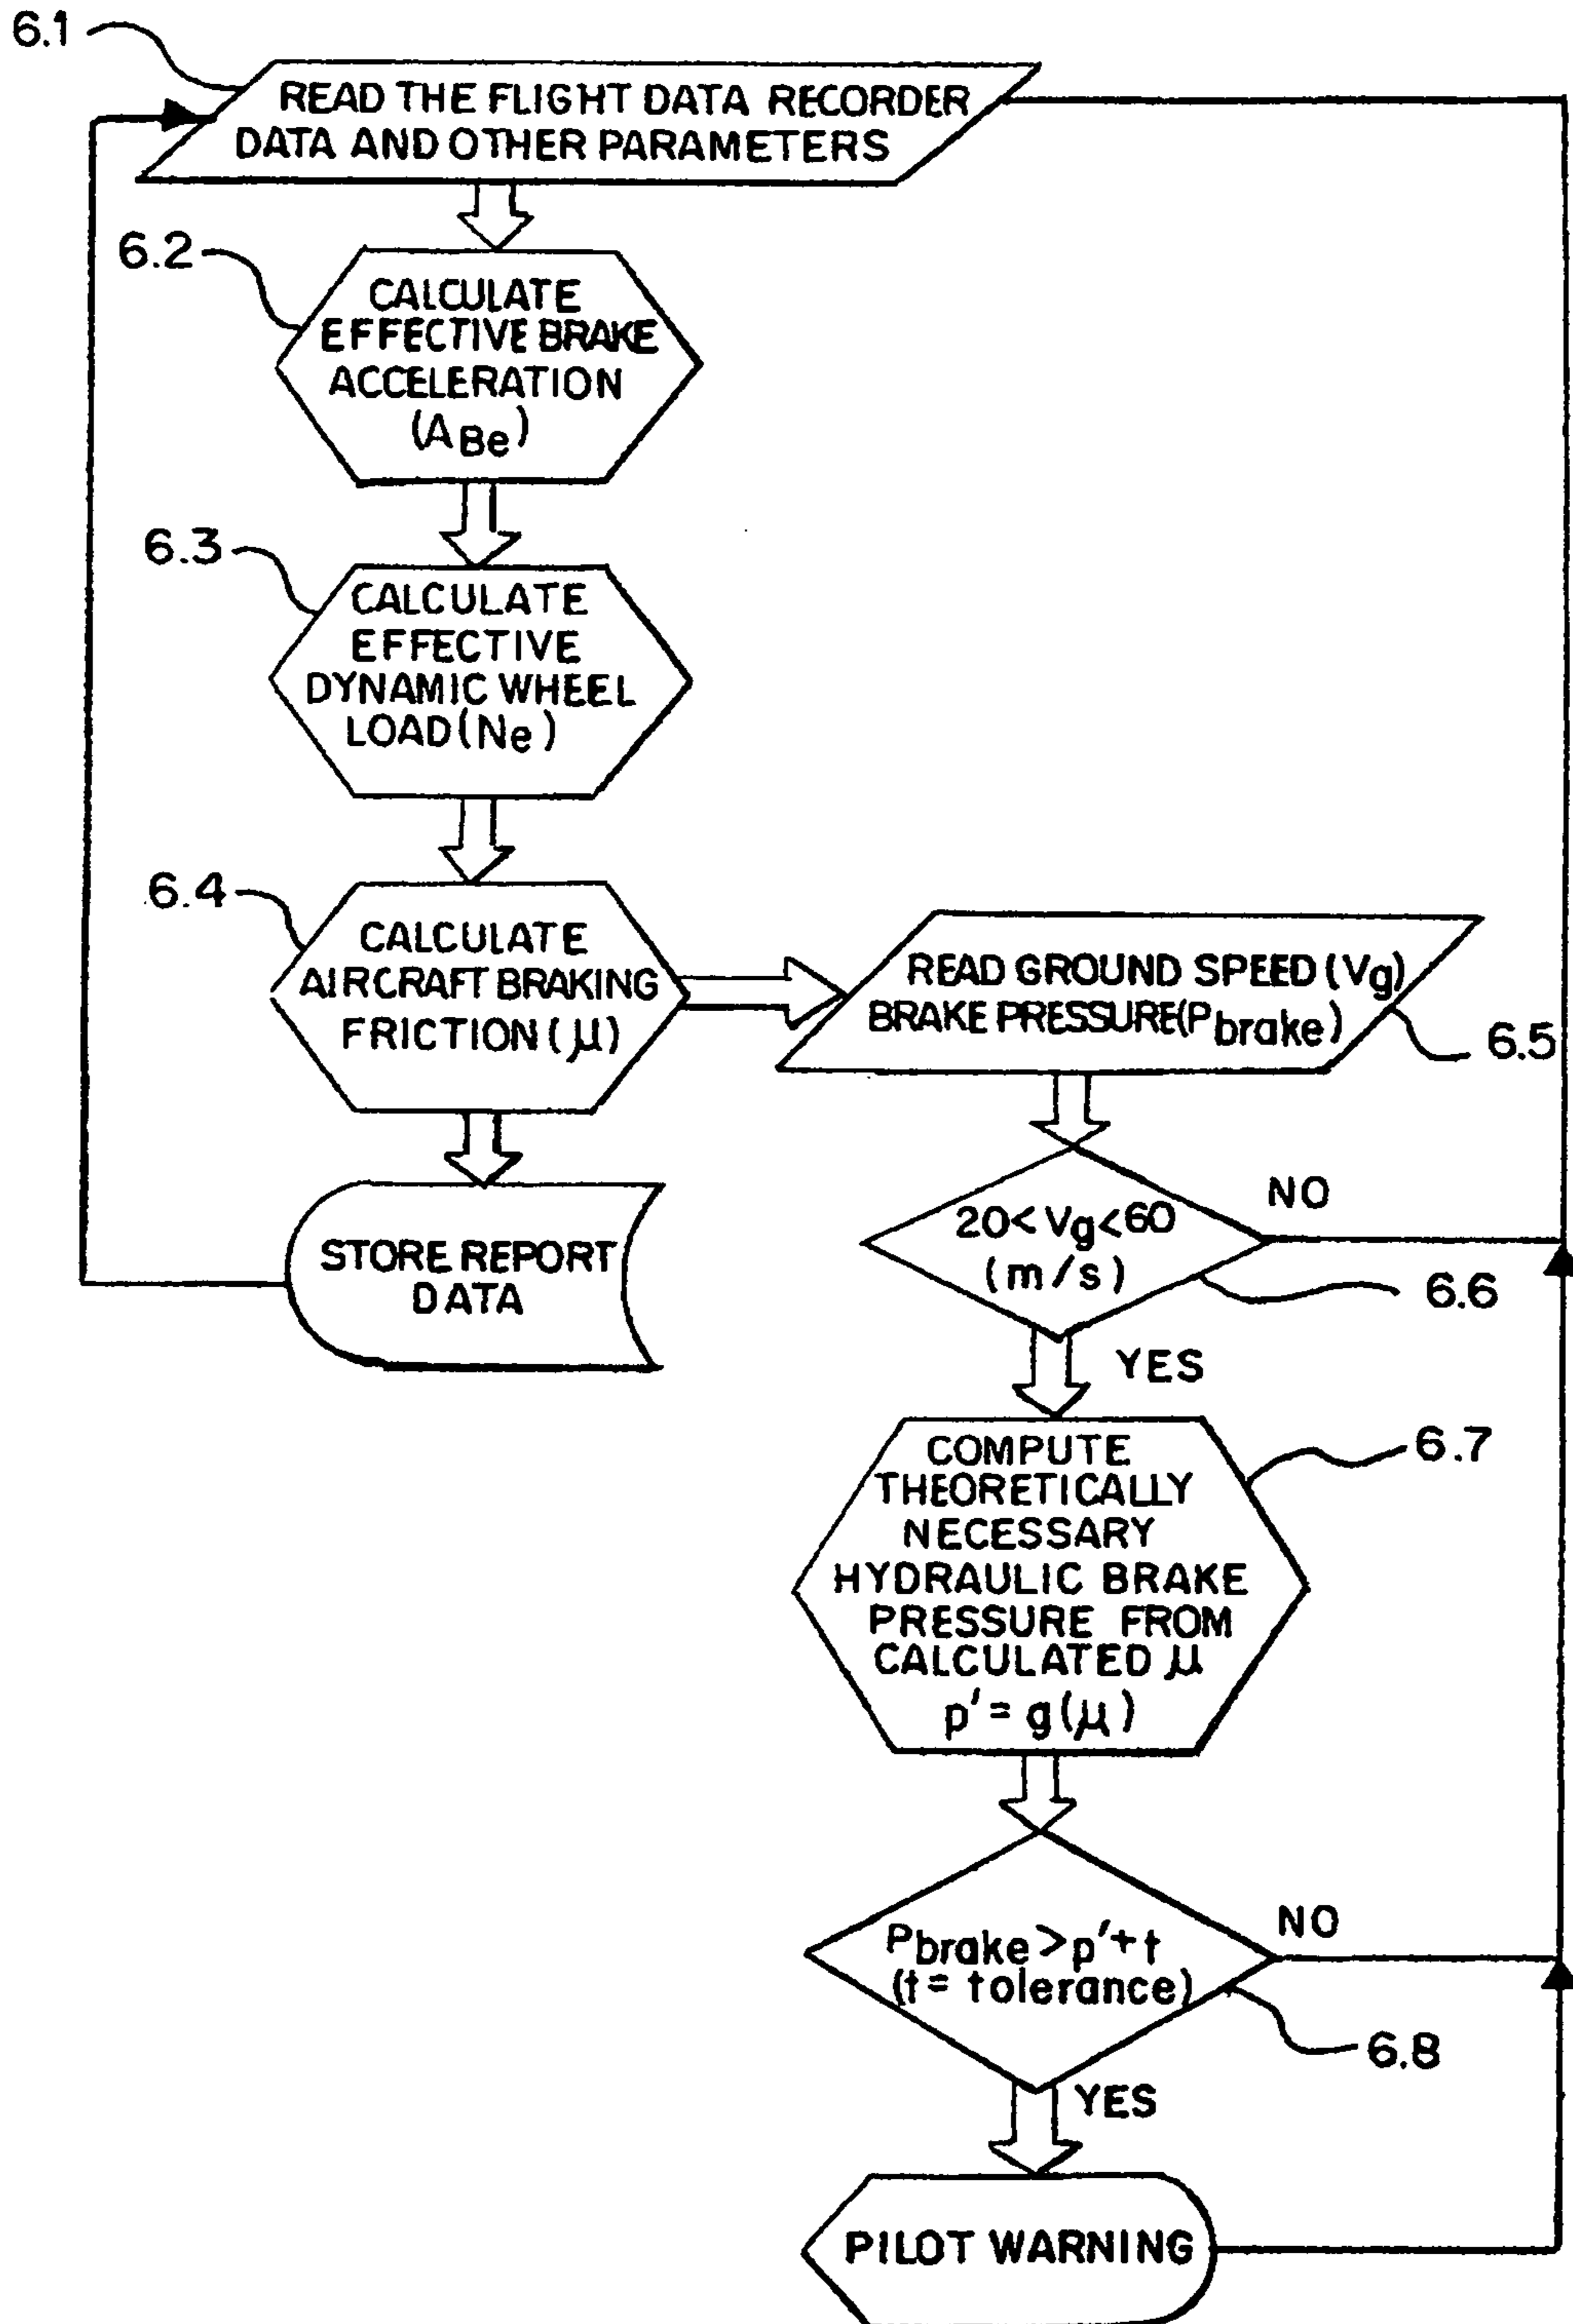 6.1
READ THE FLIGHT DATA RECORDER
DATA AND OTHER PARAMETERS
6.2
CALCULATE
EFFECTIVE BRAKE
ACCELERATION
(ABe)
6.3
CALCULATE
EFFECTIVE
DYNAMIC WHEEL
LOAD(Ne)
6.4
CALCULATE
AIRCRAFT BRAKING
FRICTION(μ)
STORE REPORT
DATA
READ GROUND SPEED (Vg)
BRAKE PRESSURE(Pbrake)
6.5
20<Vg<60
(m/s)
NO
6.6
YES
COMPUTE
THEORETICALLY
NECESSARY
HYDRAULIC BRAKE
PRESSURE FROM
CALCULATED μ
p'=g(μ)
6.7
Pbrake>p'+t
(t= tolerance)
NO
6.8
YES
PILOT WARNING